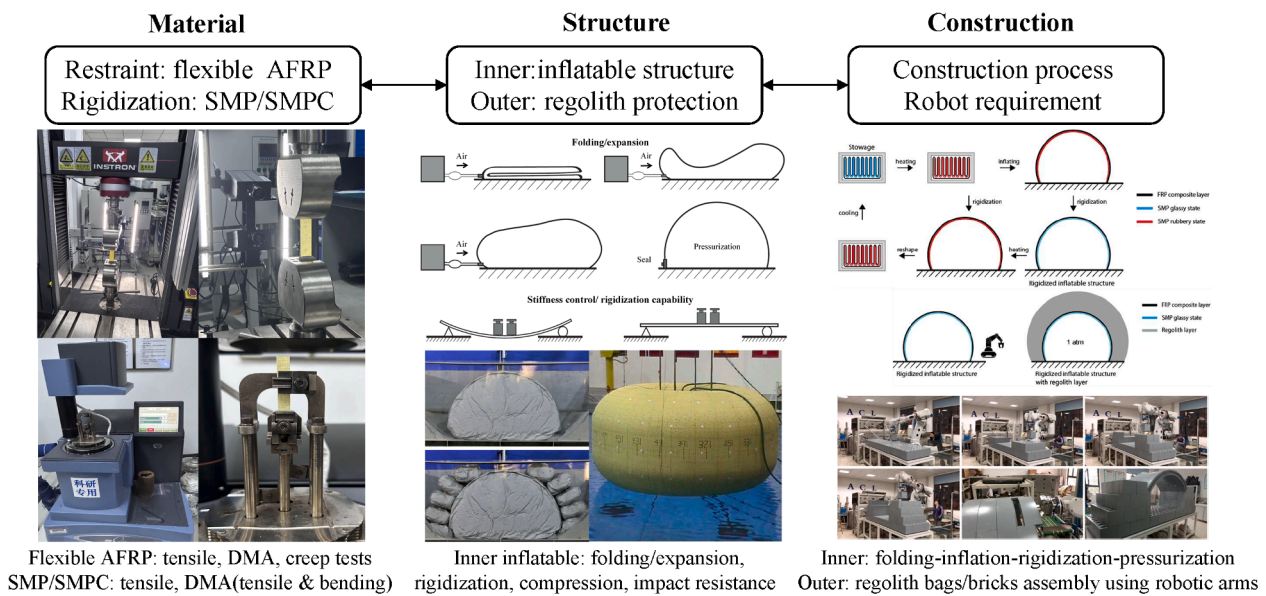 Material
Structure
Construction
Restraint: flexible AFRP
Rigidization: SMP/SMPC
Inner:inflatable structure
Outer: regolith protection
Construction process
Robot requirement
INSTRON
科研
专用
Flexible AFRP: tensile, DMA, creep tests
SMP/SMPC: tensile, DMA(tensile & bending)
Folding/expansion
Air
Air
Air
Pressurization
Seal
Stiffness control/ rigidization capability
Inner inflatable: folding/expansion,
rigidization, compression, impact resistance
Stowage
heating
inflating
FRP composite layer
SMP glassy state
SMP rubbery state
cooling
rigidization
rigidization
reshape
heating
Rigidized inflatable structure
FRP composite layer
SMP glassy state
Regolith layer
1 atm
Rigidized inflatable structure
Rigidized inflatable structure
with regolith layer
A C L
A C L
A C L
A C L
Inner: folding-inflation-rigidization-pressurization
Outer: regolith bags/bricks assembly using robotic arms